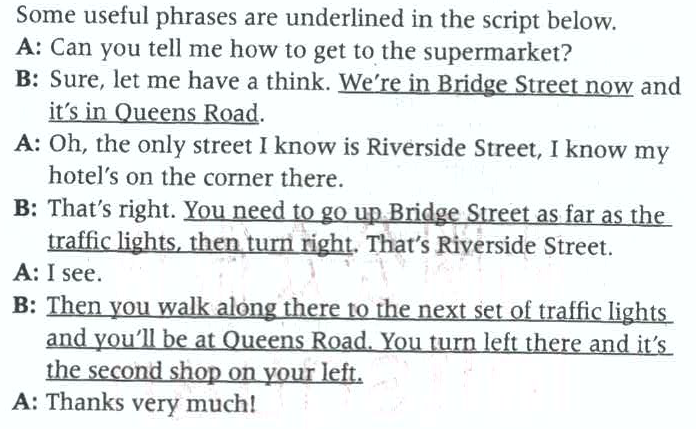 Some useful phrases are underlined in the script below.
A: Can you tell me how to get to the supermarket?
B: Sure, let me have a think. We're in Bridge Street now and
it's in Queens Road.
A: Oh, the only street I know is Riverside Street, I know my
hotel's on the corner there.
B: That's right. You need to go up Bridge Street as far as the
traffic lights, then turn right. That's Riverside Street.
A: I see.
B: Then you walk along there to the next set of traffic lights
and you'll be at Queens Road. You turn left there and it's
the second shop on your left.
A: Thanks very much!